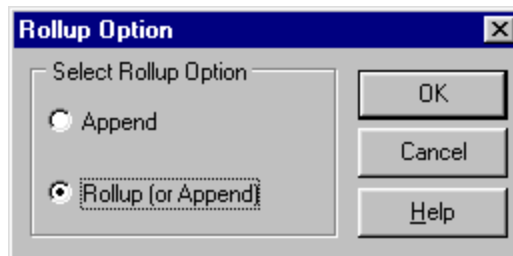 Rollup Option
Select Rollup Option
Append
Rollup (or Append)
OK
Cancel
Help